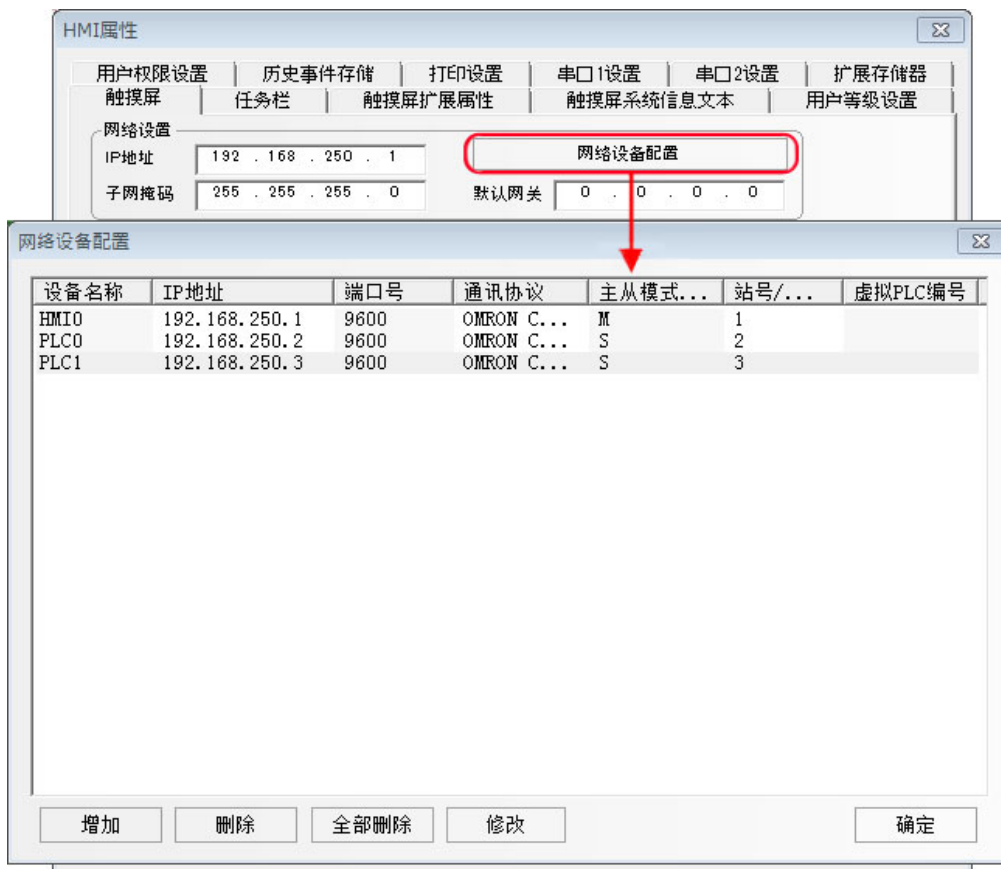 HMI属性
用户权限设置 历史事件存储 打印设置 串口1设置 串口2设置 扩展存储器
触摸屏 任务栏 触摸屏扩展属性 触摸屏系统信息文本 用户等级设置
网络设置
IP地址 192 . 168 . 250 . 1 网络设备配置
子网掩码 255 . 255 . 255 . 0 默认网关 0 . 0 . 0 . 0
网络设备配置
设备名称 IP地址 端口号 通讯协议 主从模式... 站号/... 虚拟PLC编号
HMI0 192.168.250.1 9600 OMRON C... M 1
PLC0 192.168.250.2 9600 OMRON C... S 2
PLC1 192.168.250.3 9600 OMRON C... S 3
增加 删除 全部删除 修改 确定